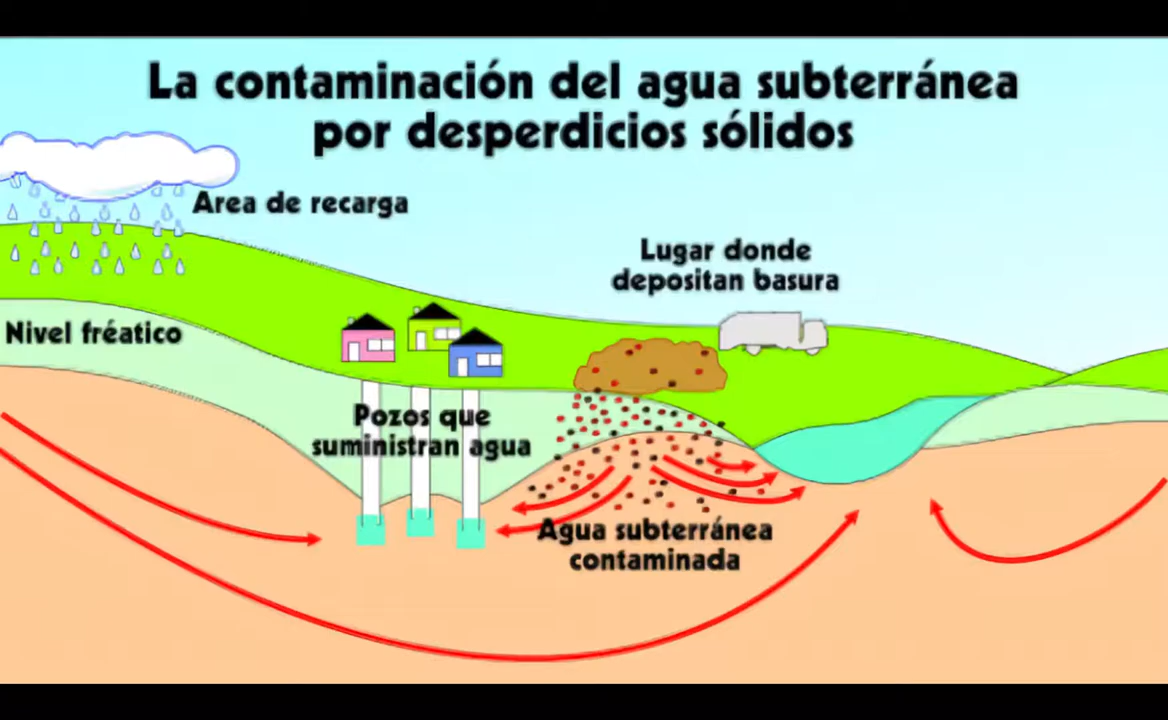 La contaminación del agua subterránea
por desperdicios sólidos
Area de recarga
Lugar donde
depositan basura
Nivel fréatico
Pozos que
suministran agua
Agua subterránea
contaminada